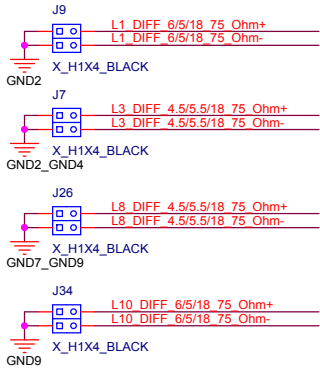 J9
L1_DIFF_6/5/18_75_Ohm+
L1_DIFF_6/5/18_75_Ohm-
GND2
X_H1X4_BLACK
J7
L3_DIFF_4.5/5.5/18_75_Ohm+
L3_DIFF_4.5/5.5/18_75_Ohm-
GND2_GND4
X_H1X4_BLACK
J26
L8_DIFF_4.5/5.5/18_75_Ohm+
L8_DIFF_4.5/5.5/18_75_Ohm-
GND7_GND9
X_H1X4_BLACK
J34
L10_DIFF_6/5/18_75_Ohm+
L10_DIFF_6/5/18_75_Ohm-
GND9
X_H1X4_BLACK